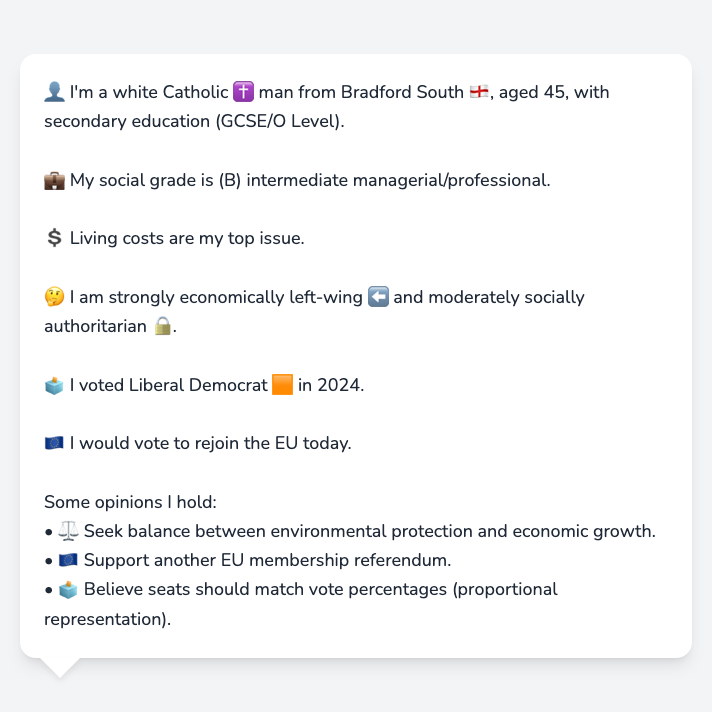 👤 I'm a white Catholic ✝️ man from Bradford South 🏴󠁧󠁢󠁥󠁮󠁧󠁿, aged 45, with
secondary education (GCSE/O Level).
💼 My social grade is (B) intermediate managerial/professional.
💲 Living costs are my top issue.
🤔 I am strongly economically left-wing ⬅️ and moderately socially
authoritarian 🔒.
🗳️ I voted Liberal Democrat 🟧 in 2024.
🇪🇺 I would vote to rejoin the EU today.
Some opinions I hold:
• ⚖️ Seek balance between environmental protection and economic growth.
• 🇪🇺 Support another EU membership referendum.
• 🗳️ Believe seats should match vote percentages (proportional
representation).